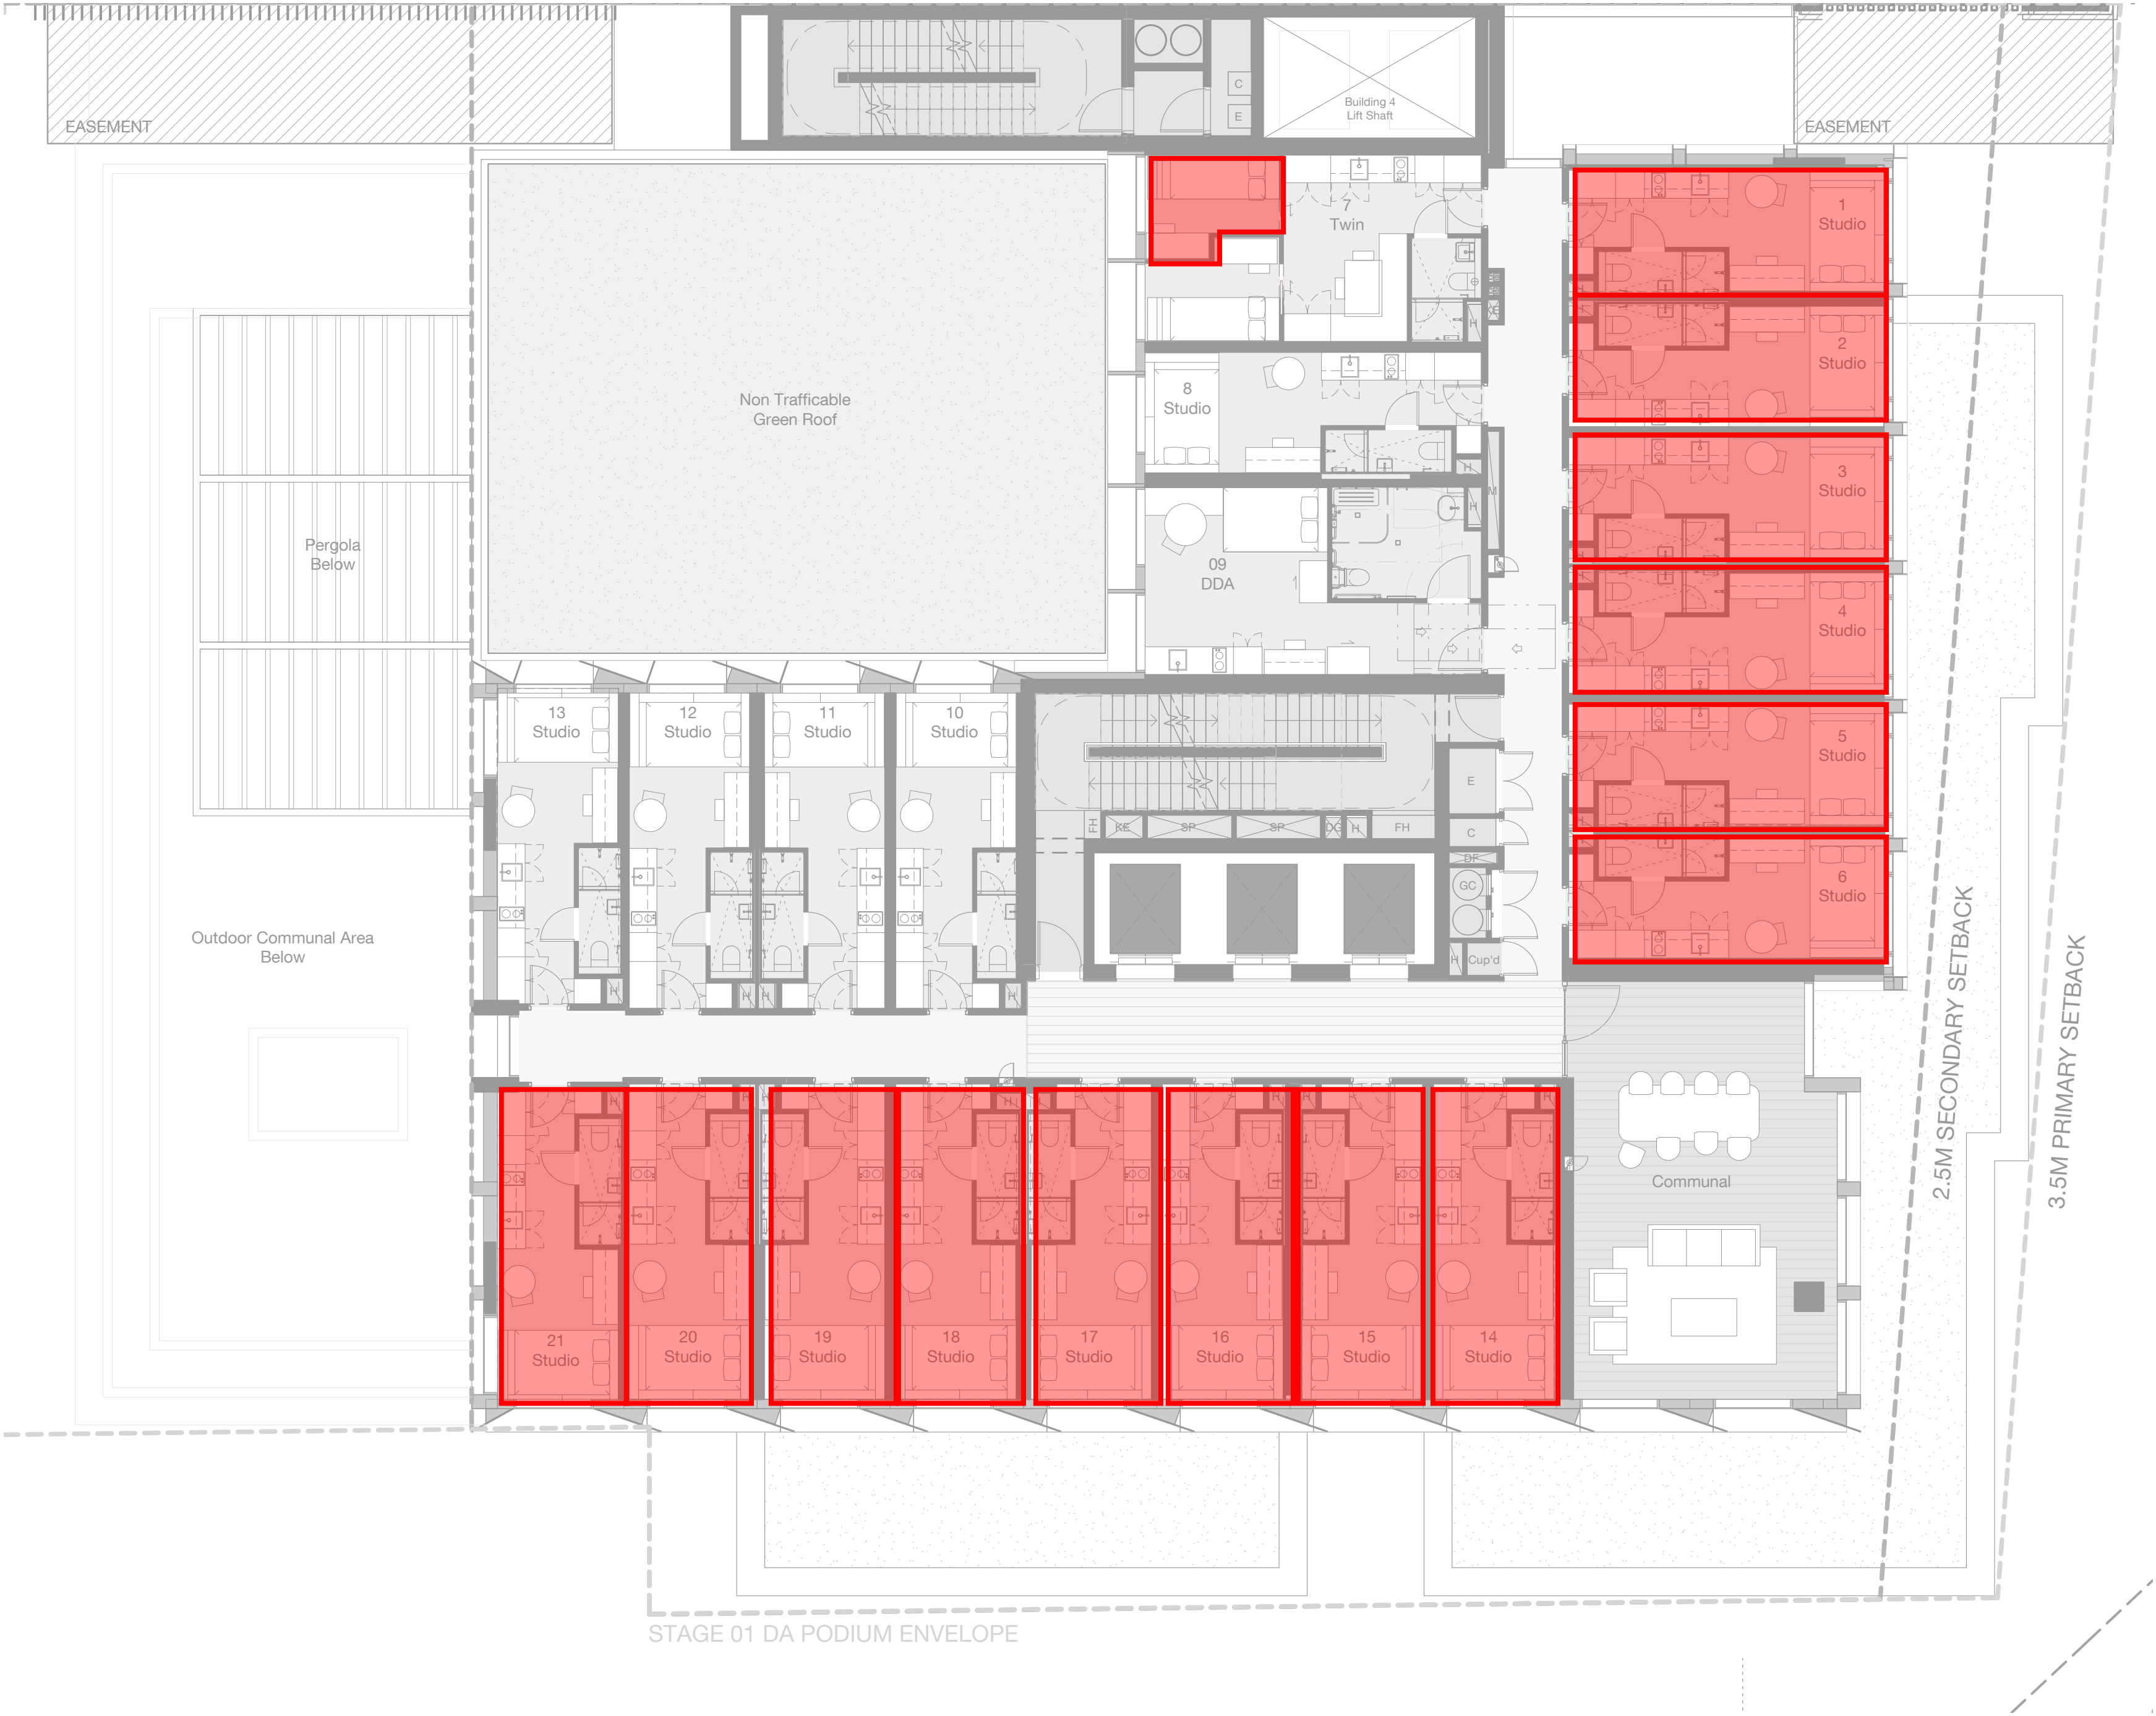 EASEMENT
C
E
Building 4
Lift Shaft
EASEMENT
7
Twin
H
1
Studio
2
Studio
8
Studio
H
Non Trafficable
Green Roof
3
Studio
M
H
Pergola
Below
09
DDA
4
Studio
13
Studio
12
Studio
11
Studio
10
Studio
5
Studio
E
FH
KE
SP
SP
DG
H
FH
C
DF
GC
6
Studio
H
Cup'd
Outdoor Communal Area
Below
H
H
H
H
2.5M SECONDARY SETBACK
3.5M PRIMARY SETBACK
H
H
H
H
H
H
H
Communal
21
Studio
20
Studio
19
Studio
18
Studio
17
Studio
16
Studio
15
Studio
14
Studio
STAGE 01 DA PODIUM ENVELOPE